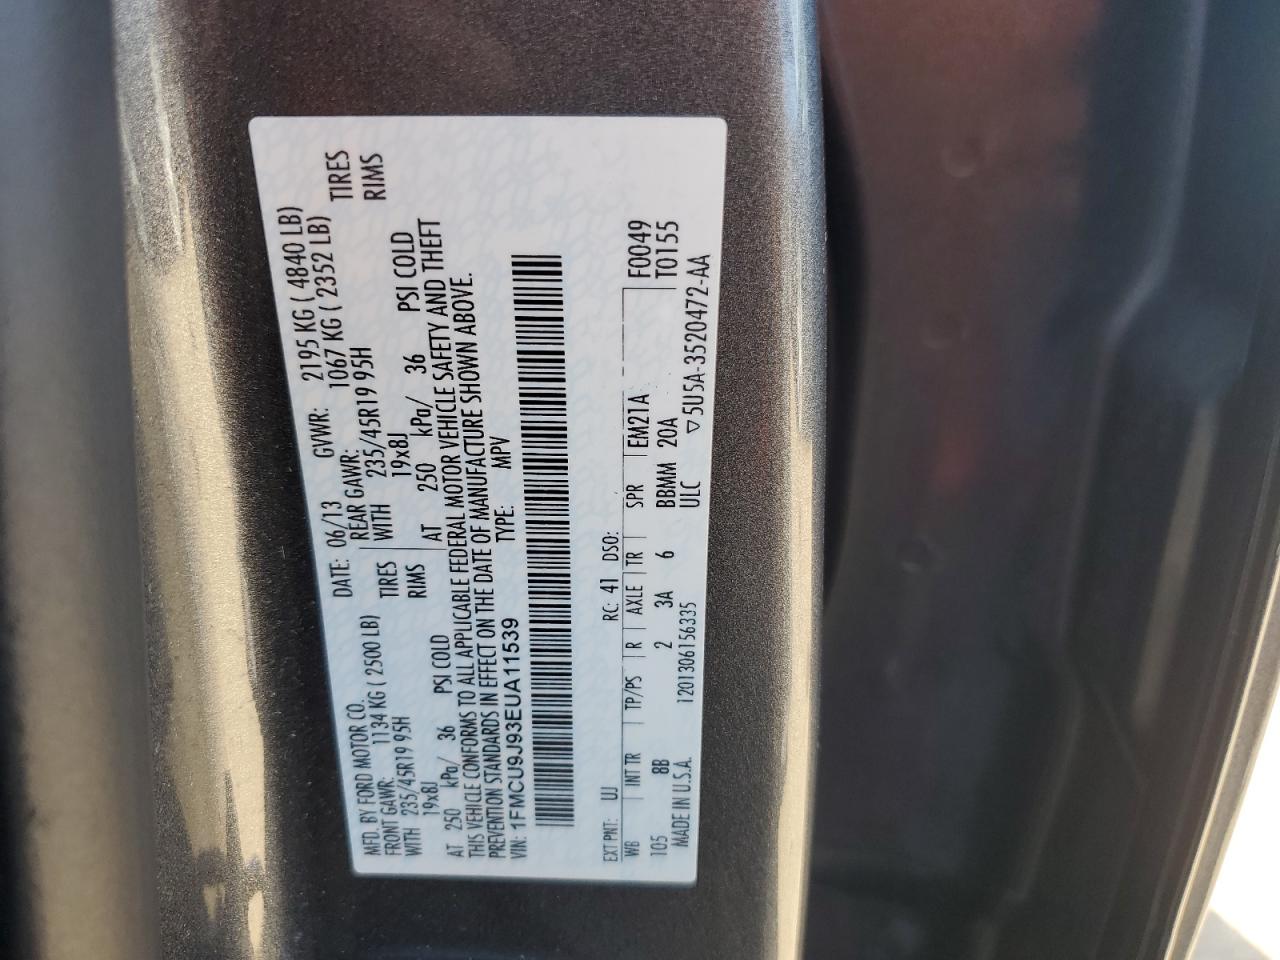 MFD. BY FORD MOTOR CO.
DATE: 06/13 GVWR: 2195 KG ( 4840 LB)
FRONT GAWR: 1134 KG ( 2500 LB) REAR GAWR: 1067 KG ( 2352 LB)
WITH 235/45R19 95H TIRES WITH 235/45R19 95H TIRES
19x8J RIMS 19x8J RIMS
AT 250 kPa/ 36 PSI COLD AT 250 kPa/ 36 PSI COLD
THIS VEHICLE CONFORMS TO ALL APPLICABLE FEDERAL MOTOR VEHICLE SAFETY AND THEFT
PREVENTION STANDARDS IN EFFECT ON THE DATE OF MANUFACTURE SHOWN ABOVE.
VIN: 1FMCU9J93EUA11539 TYPE: MPV
EXT PNT: UJ RC: 41 DSO: F0049
WB INT TR TP/PS R AXLE TR SPR EM21A T0155
105 8B 2 3A 6 BBMM 20A
MADE IN U.S.A. 1201306156335 ULC ▽5U5A-3520472-AA